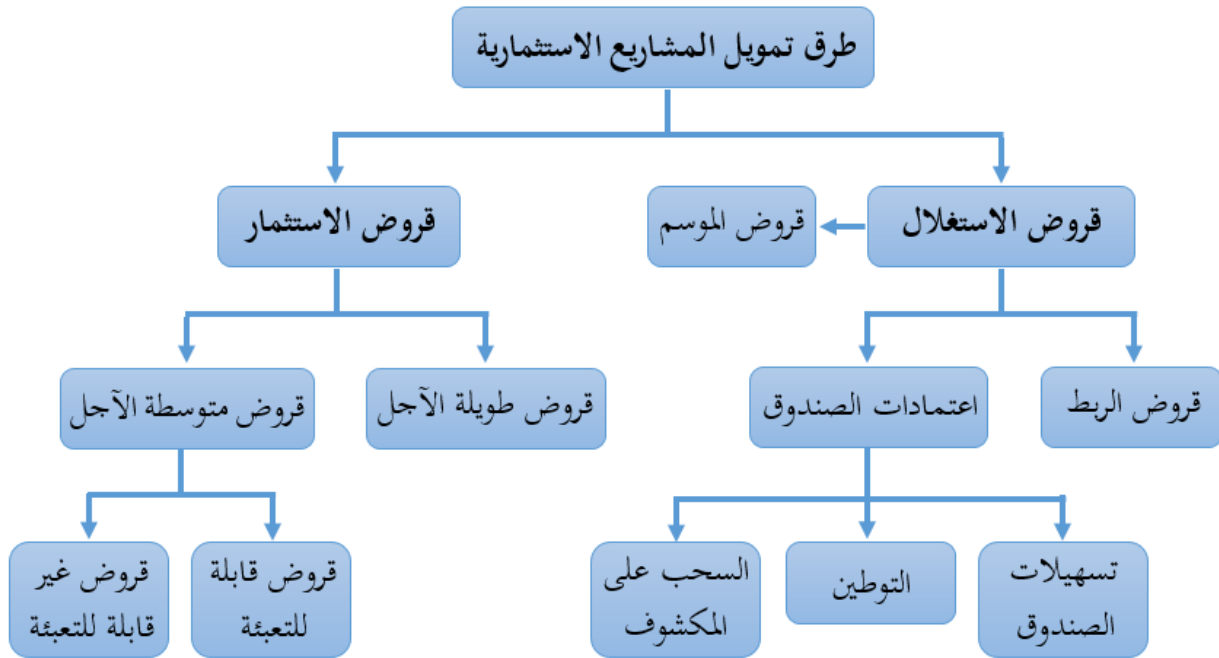 طرق تمويل المشاريع الاستثمارية
قروض الاستغلال
قروض الموسم
قروض الاستثمار
قروض الربط
اعتمادات الصندوق
قروض طويلة الآجل
قروض متوسطة الآجل
تسهيلات
الصندوق
التوطين
السحب على
المكشوف
قروض قابلة
للتعبئة
قروض غير
قابلة للتعبئة